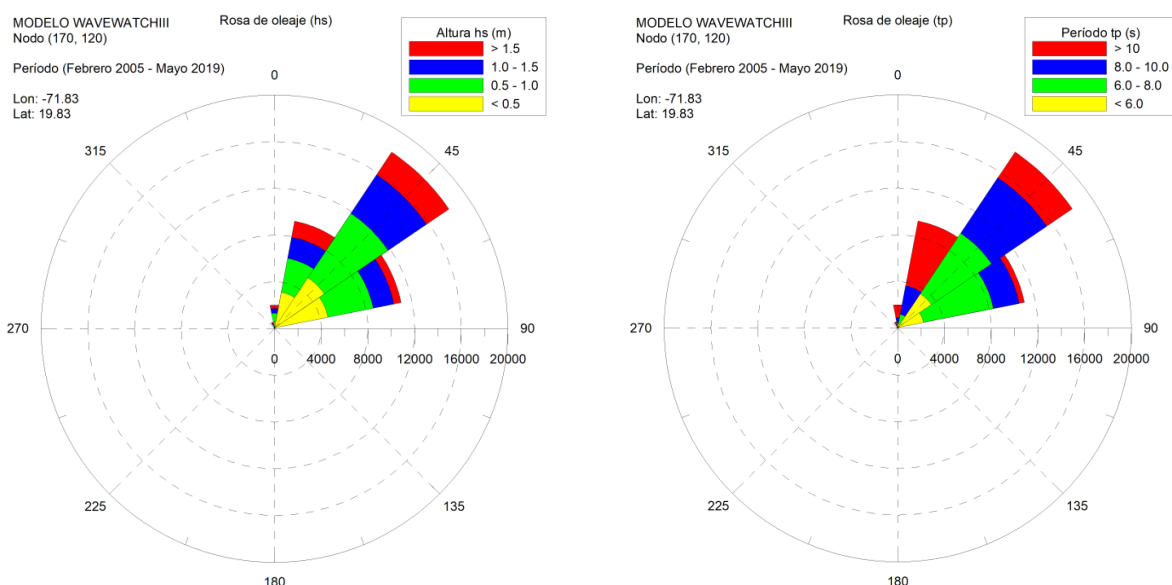 MODELO WAVEWATCHIII
Nodo (170, 120)
Período (Febrero 2005 - Mayo 2019)
Lon: -71.83
Lat: 19.83
Rosa de oleaje (hs)
Altura hs (m)
> 1.5
1.0 - 1.5
0.5 - 1.0
< 0.5
0
315
45
270
90
0
4000
8000
12000
16000
20000
225
135
180
MODELO WAVEWATCHIII
Nodo (170, 120)
Período (Febrero 2005 - Mayo 2019)
Lon: -71.83
Lat: 19.83
Rosa de oleaje (tp)
Período tp (s)
> 10
8.0 - 10.0
6.0 - 8.0
< 6.0
0
315
45
270
90
0
4000
8000
12000
16000
20000
225
135
180